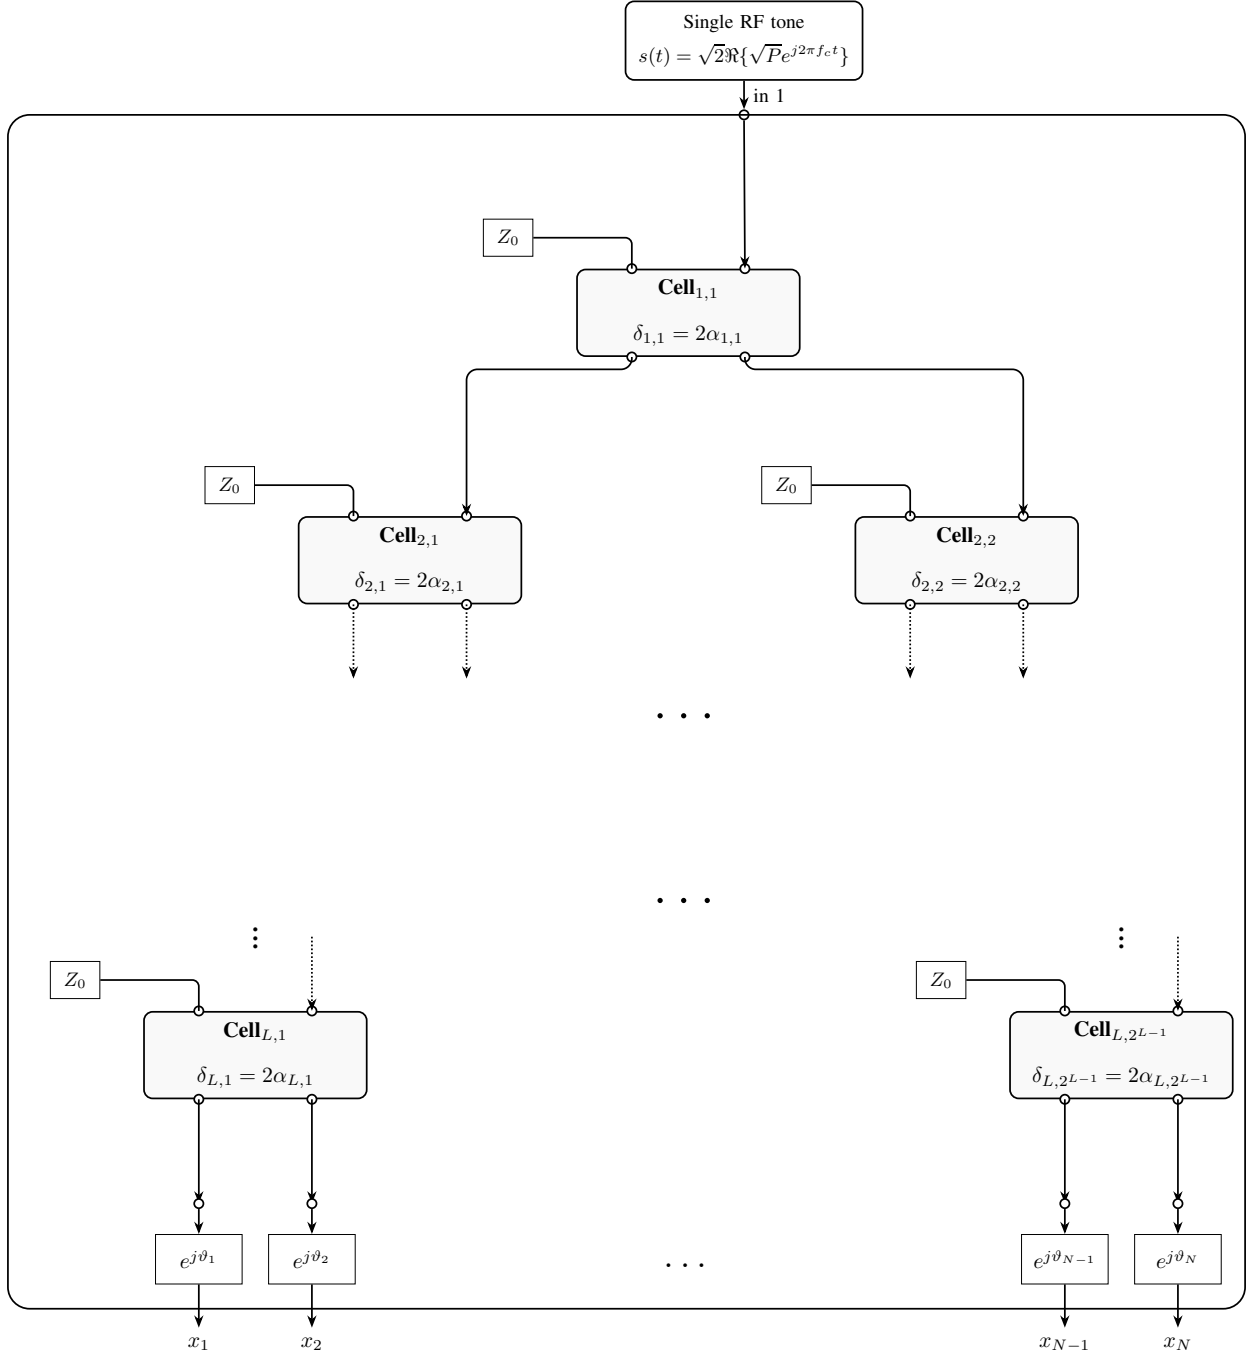 Single RF tone
s(t) = √2ℜ{√P e^{j2πf_c t}}
in 1
Z_0
Cell_{1,1}
δ_{1,1} = 2α_{1,1}
Z_0
Z_0
Cell_{2,1}
Cell_{2,2}
δ_{2,1} = 2α_{2,1}
δ_{2,2} = 2α_{2,2}
. . .
. . .
⋮
⋮
Z_0
Z_0
Cell_{L,1}
Cell_{L,2^{L-1}}
δ_{L,1} = 2α_{L,1}
δ_{L,2^{L-1}} = 2α_{L,2^{L-1}}
e^{jϑ_1}
e^{jϑ_2}
. . .
e^{jϑ_{N-1}}
e^{jϑ_N}
x_1
x_2
x_{N-1}
x_N